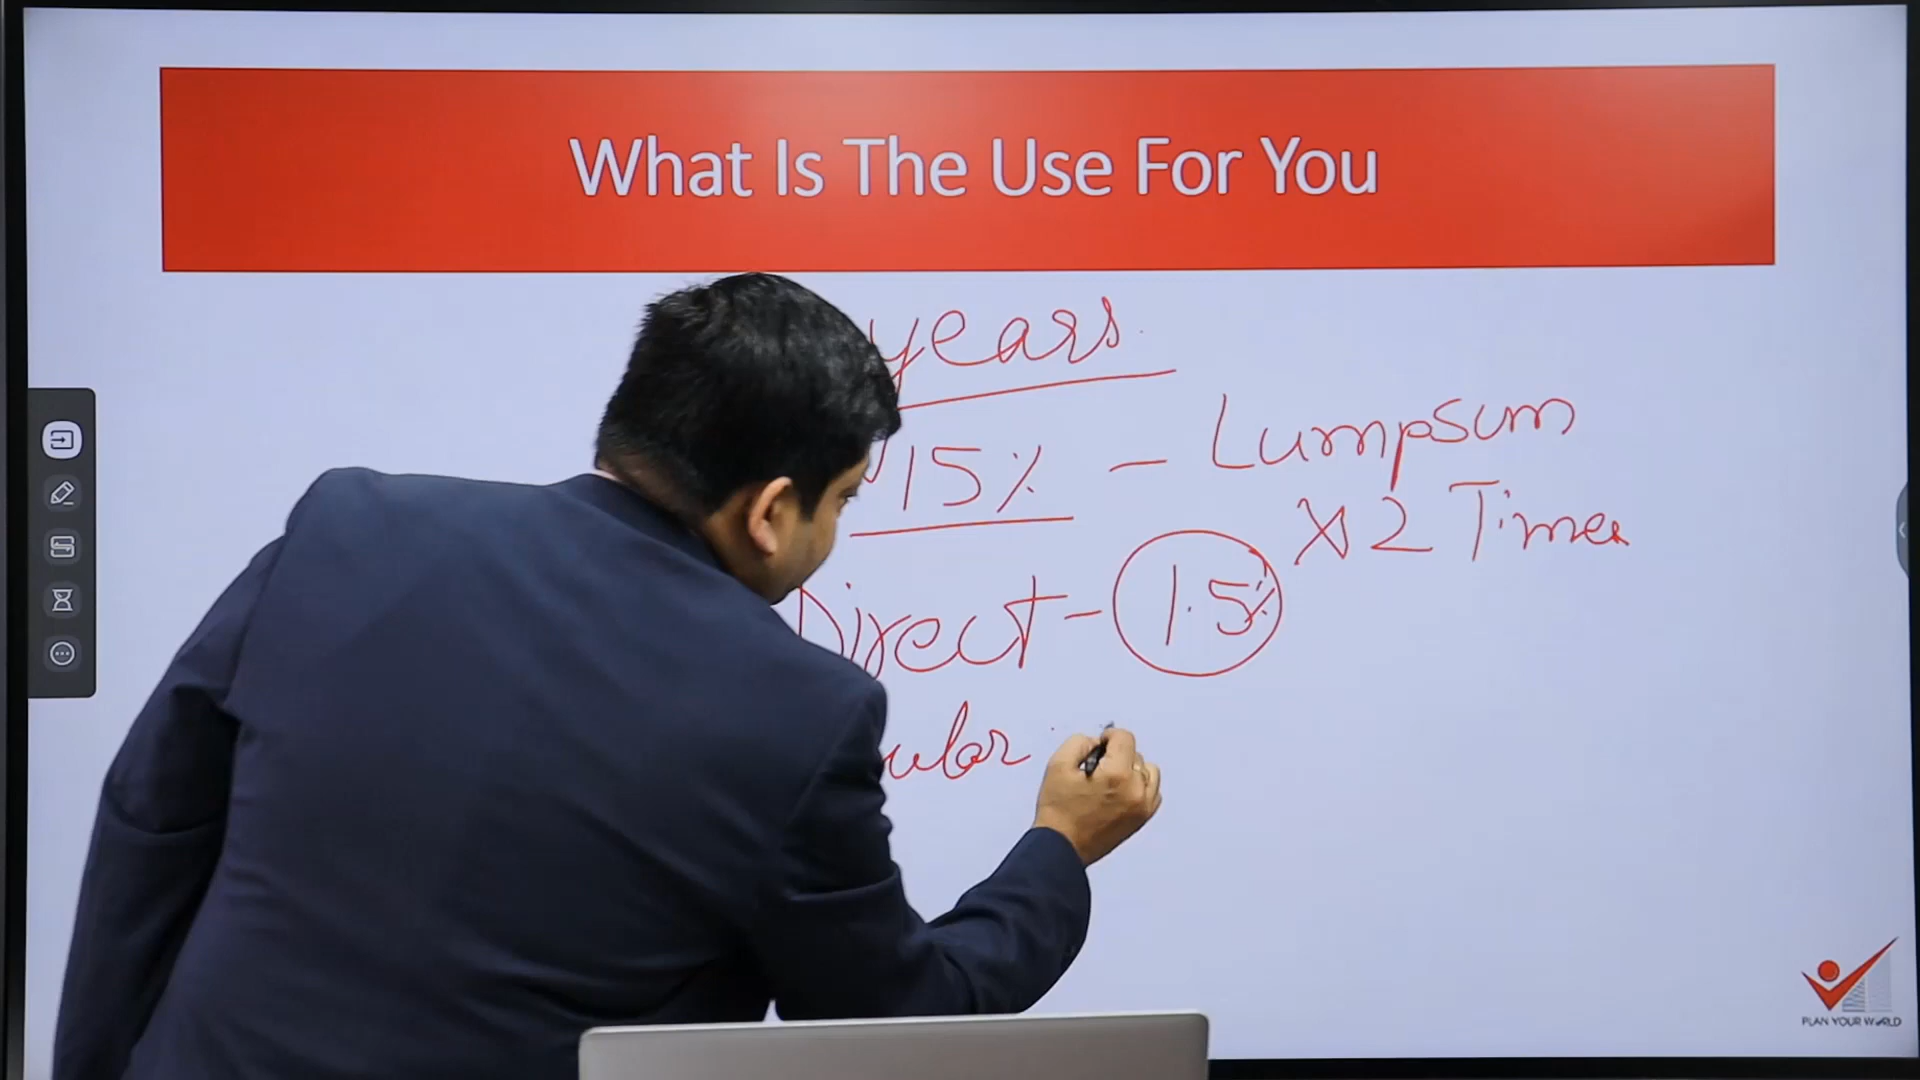 What Is The Use For You
years.
15% - Lumpsum
X 2 Times
Direct - 1.5%
PLAN YOUR WORLD